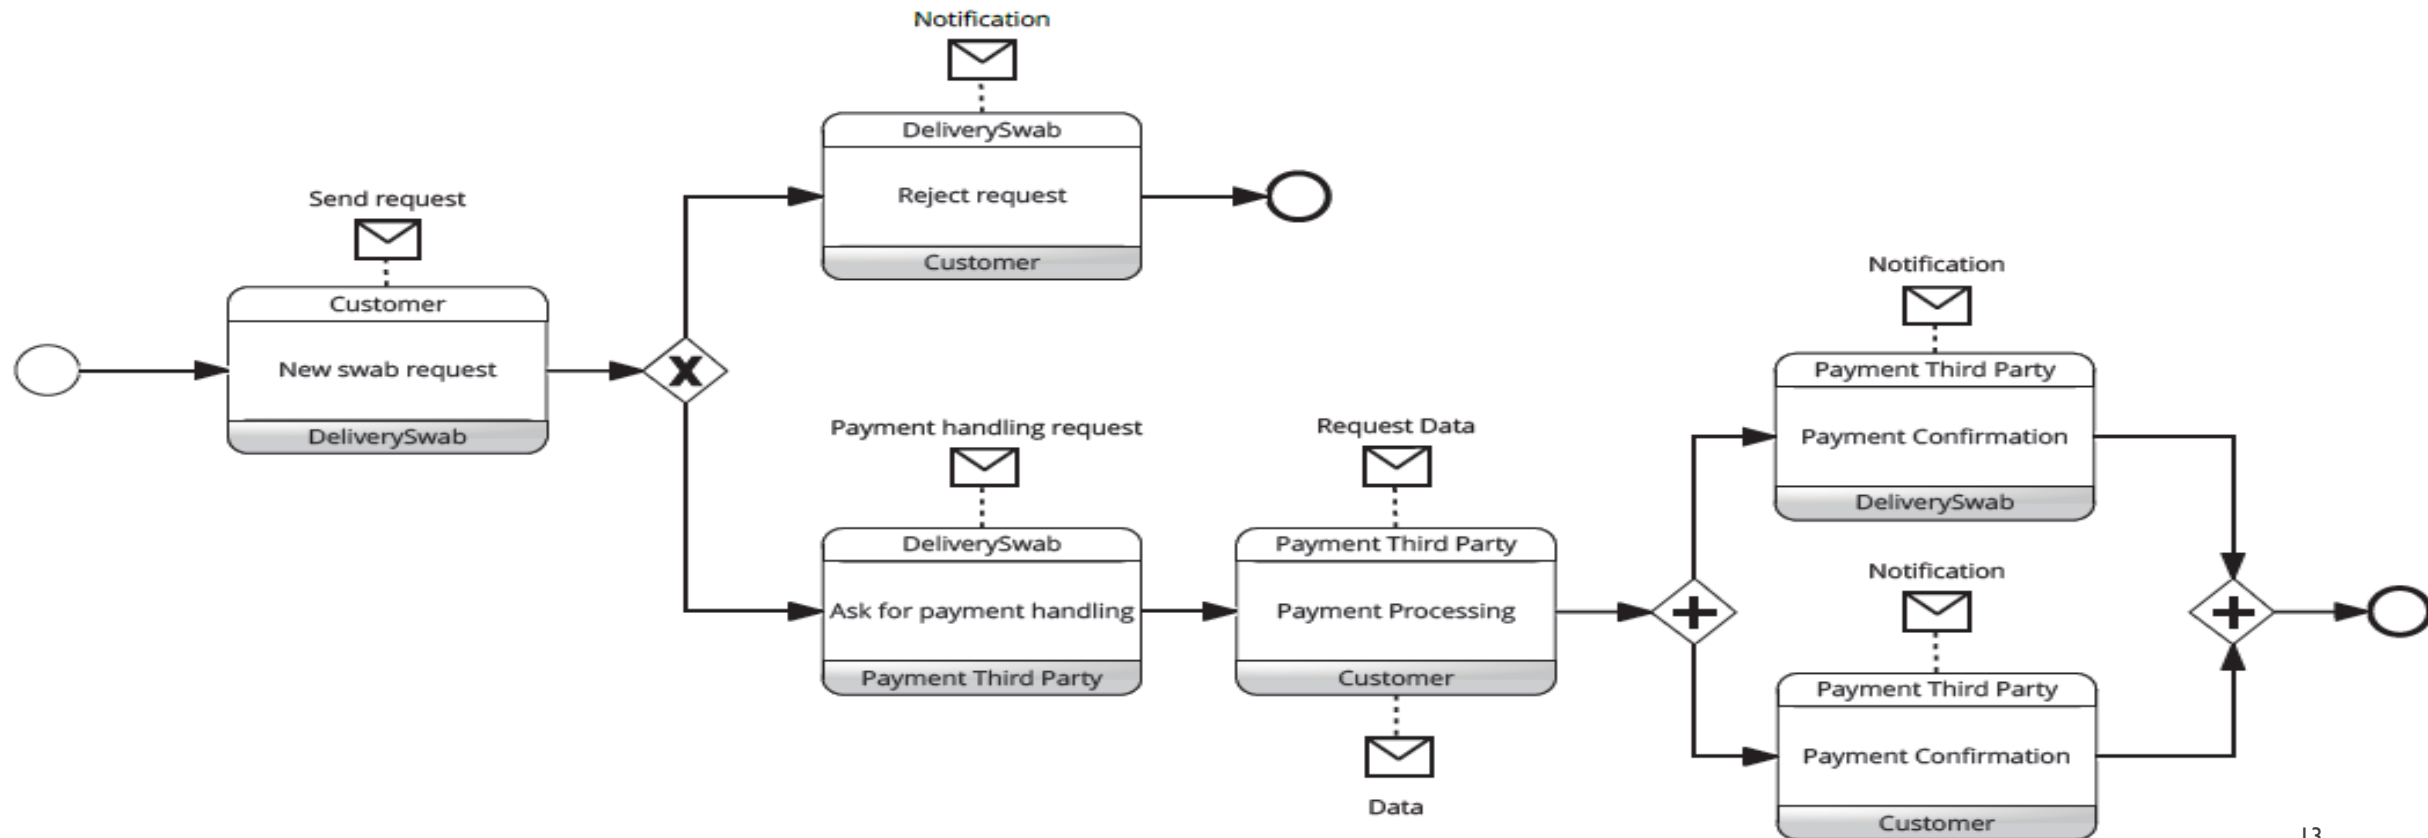 Notification
DeliverySwab
Reject request
Customer
Send request
Customer
New swab request
DeliverySwab
X
Payment handling request
DeliverySwab
Ask for payment handling
Payment Third Party
Request Data
Payment Third Party
Payment Processing
Customer
Data
Notification
Payment Third Party
Payment Confirmation
DeliverySwab
Notification
Payment Third Party
Payment Confirmation
Customer
13